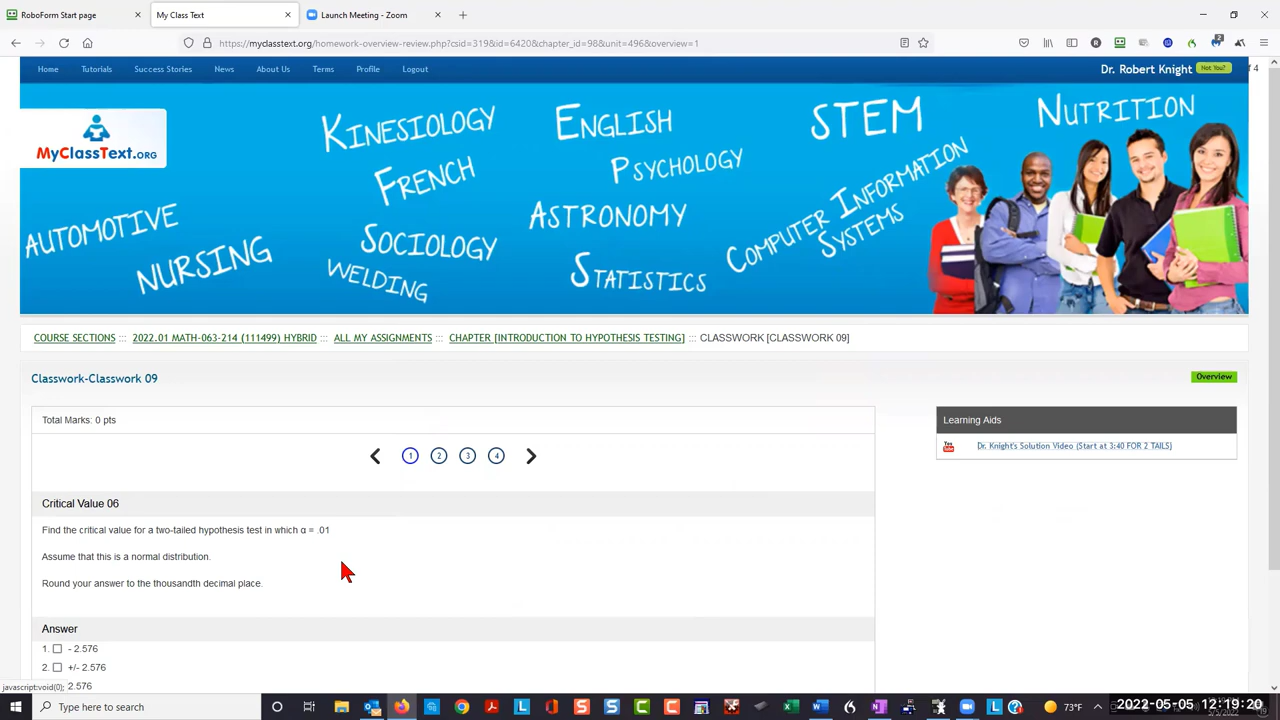 RoboForm Start page
My Class Text
Launch Meeting - Zoom
https://myclasstext.org/homework-overview-review.php?csid=319&id=6420&chapter_id=98&unit=496&overview=1
Home Tutorials Success Stories News About Us Terms Profile Logout
Dr. Robert Knight Not You? of 4
MyClassText.org
Kinesiology
English
STEM
Nutrition
French
Psychology
Automotive
Sociology
Astronomy
Computer Information Systems
Nursing
Welding
Statistics
COURSE SECTIONS ::: 2022.01 MATH-063-214 (111499) HYBRID ::: ALL MY ASSIGNMENTS ::: CHAPTER [INTRODUCTION TO HYPOTHESIS TESTING] ::: CLASSWORK [CLASSWORK 09]
Classwork-Classwork 09
Overview
Total Marks: 0 pts
Learning Aids
You Tube Dr. Knight's Solution Video (Start at 3:40 FOR 2 TAILS)
1 2 3 4
Critical Value 06
Find the critical value for a two-tailed hypothesis test in which α = .01
Assume that this is a normal distribution.
Round your answer to the thousandth decimal place.
Answer
1. - 2.576
2. +/- 2.576
2.576
javascript:void(0);
Type here to search
73°F
2022-05-05 12:19:20